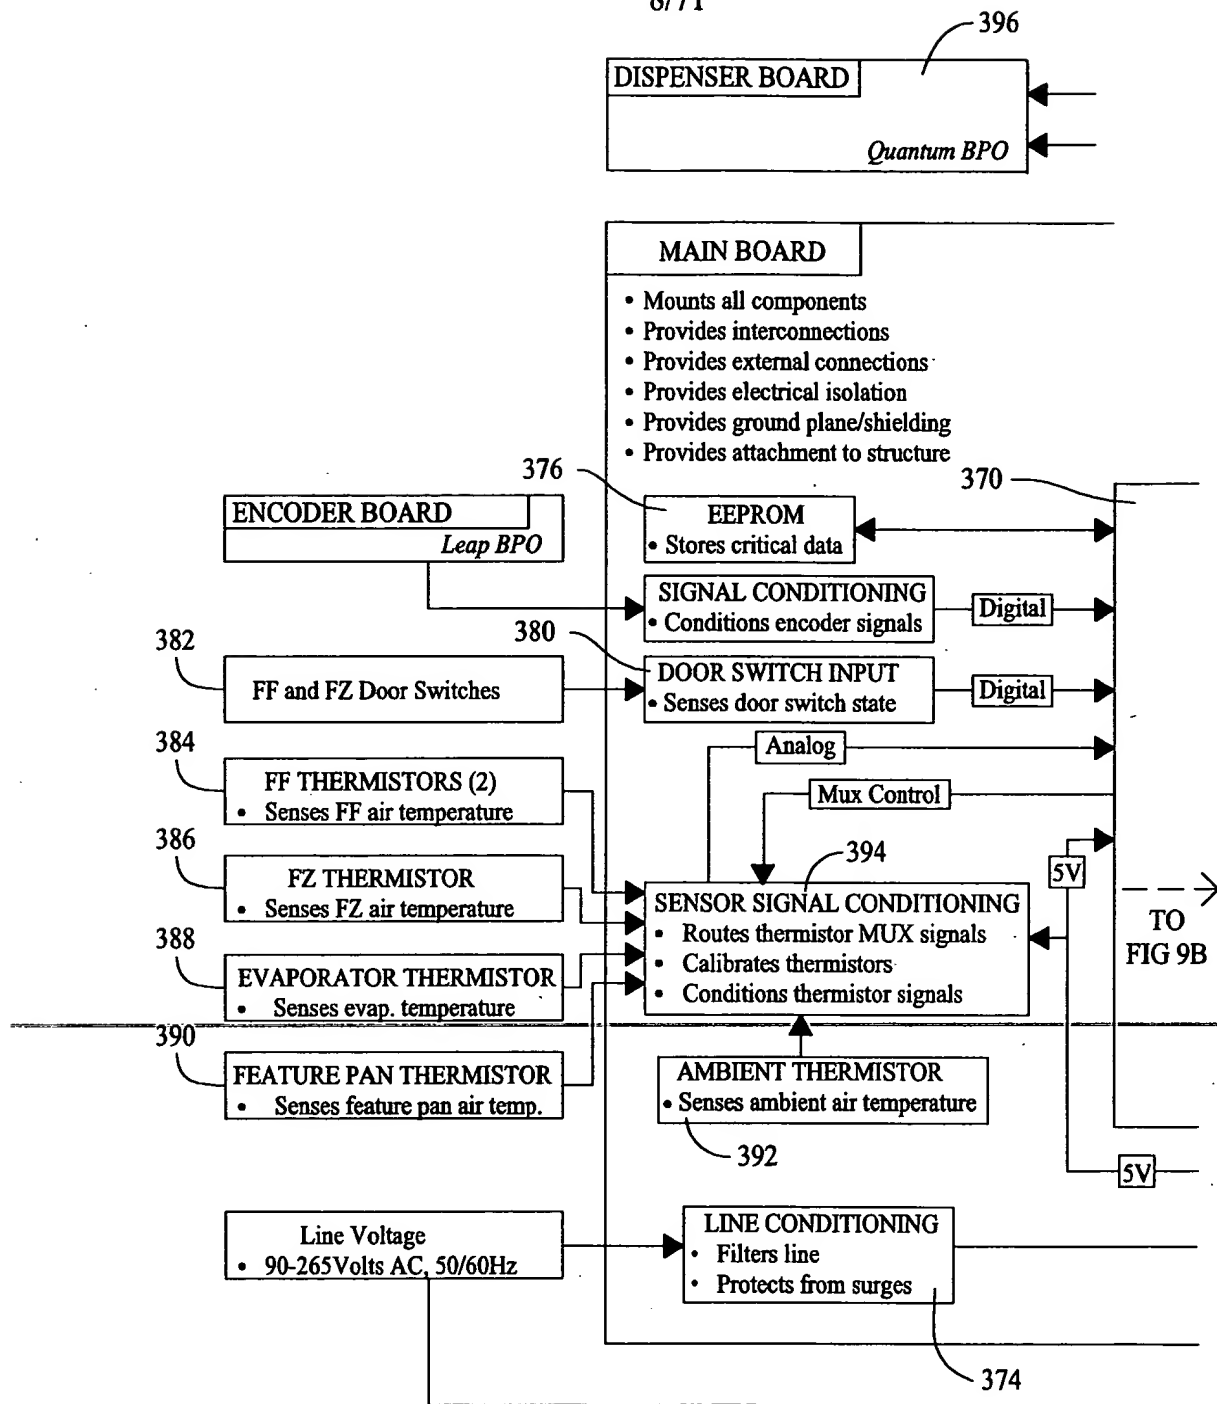 8/71
396
DISPENSER BOARD
Quantum BPO
MAIN BOARD
• Mounts all components
• Provides interconnections
• Provides external connections
• Provides electrical isolation
• Provides ground plane/shielding
• Provides attachment to structure
376
370
ENCODER BOARD
Leap BPO
EEPROM
• Stores critical data
SIGNAL CONDITIONING
• Conditions encoder signals
Digital
382
380
FF and FZ Door Switches
DOOR SWITCH INPUT
• Senses door switch state
Digital
384
Analog
FF THERMISTORS (2)
• Senses FF air temperature
Mux Control
386
394
5V
FZ THERMISTOR
• Senses FZ air temperature
SENSOR SIGNAL CONDITIONING
• Routes thermistor MUX signals
• Calibrates thermistors
• Conditions thermistor signals
TO
FIG 9B
388
EVAPORATOR THERMISTOR
• Senses evap. temperature
390
FEATURE PAN THERMISTOR
• Senses feature pan air temp.
AMBIENT THERMISTOR
• Senses ambient air temperature
392
5V
Line Voltage
• 90-265Volts AC, 50/60Hz
LINE CONDITIONING
• Filters line
• Protects from surges
374